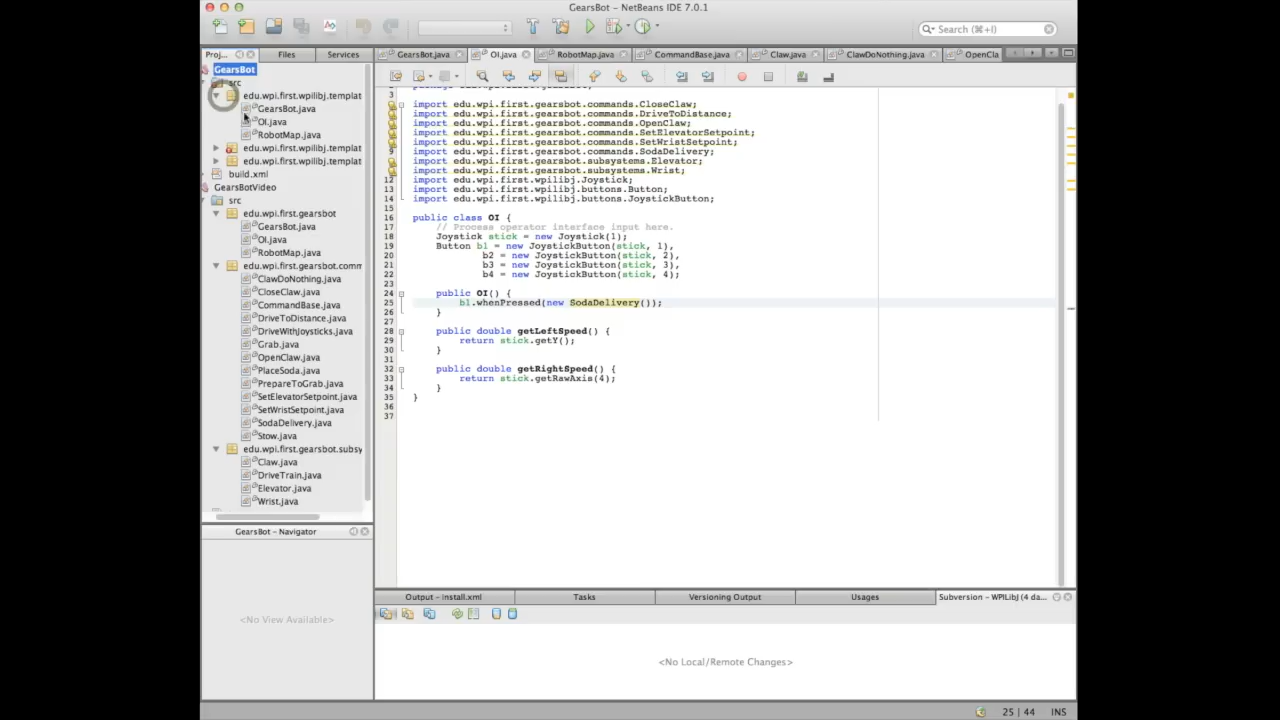 GearsBot – NetBeans IDE 7.0.1
Search (⌘+I)
Proj...
Files
Services
GearsBot.java
OI.java
RobotMap.java
CommandBase.java
Claw.java
ClawDoNothing.java
OpenCla
GearsBot
src
edu.wpi.first.wpilibj.templat
GearsBot.java
OI.java
RobotMap.java
edu.wpi.first.wpilibj.templat
edu.wpi.first.wpilibj.templat
build.xml
GearsBotVideo
src
edu.wpi.first.gearsbot
GearsBot.java
OI.java
RobotMap.java
edu.wpi.first.gearsbot.comm
ClawDoNothing.java
CloseClaw.java
CommandBase.java
DriveToDistance.java
DriveWithJoysticks.java
Grab.java
OpenClaw.java
PlaceSoda.java
PrepareToGrab.java
SetElevatorSetpoint.java
SetWristSetpoint.java
SodaDelivery.java
Stow.java
edu.wpi.first.gearsbot.subsy
Claw.java
DriveTrain.java
Elevator.java
Wrist.java
GearsBot – Navigator
<No View Available>
3
import edu.wpi.first.gearsbot.commands.CloseClaw;
import edu.wpi.first.gearsbot.commands.DriveToDistance;
import edu.wpi.first.gearsbot.commands.OpenClaw;
import edu.wpi.first.gearsbot.commands.SetElevatorSetpoint;
import edu.wpi.first.gearsbot.commands.SetWristSetpoint;
9 import edu.wpi.first.gearsbot.commands.SodaDelivery;
import edu.wpi.first.gearsbot.subsystems.Elevator;
import edu.wpi.first.gearsbot.subsystems.Wrist;
12 import edu.wpi.first.wpilibj.Joystick;
13 import edu.wpi.first.wpilibj.buttons.Button;
14 import edu.wpi.first.wpilibj.buttons.JoystickButton;
15
16 public class OI {
17 // Process operator interface input here.
18 Joystick stick = new Joystick(1);
19 Button b1 = new JoystickButton(stick, 1),
20 b2 = new JoystickButton(stick, 2),
21 b3 = new JoystickButton(stick, 3),
22 b4 = new JoystickButton(stick, 4);
23
24 public OI() {
25 b1.whenPressed(new SodaDelivery());
26 }
27
28 public double getLeftSpeed() {
29 return stick.getY();
30 }
31
32 public double getRightSpeed() {
33 return stick.getRawAxis(4);
34 }
35 }
36
37
Output – install.xml
Tasks
Versioning Output
Usages
Subversion – WPILibJ (4 da...
<No Local/Remote Changes>
25 | 44
INS